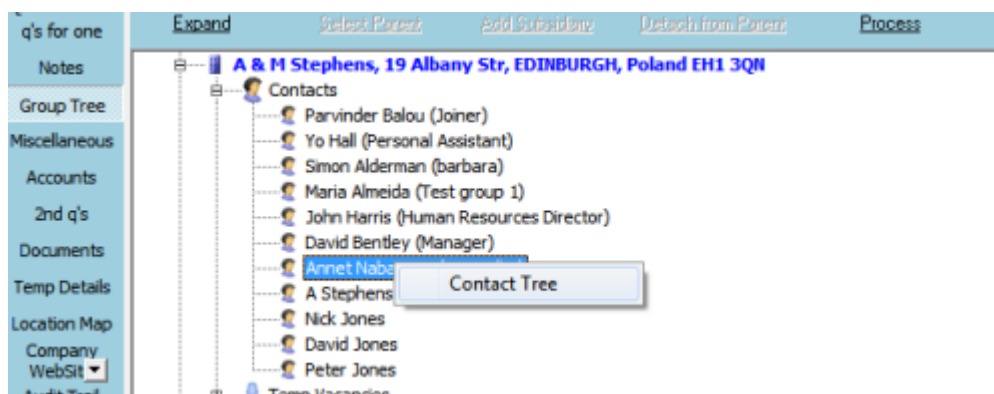 q's for one
Expand
Select Parent
Add Subsidiary
Detach from Parent
Process
Notes
A & M Stephens, 19 Albany Str, EDINBURGH, Poland EH1 3QN
Contacts
Group Tree
Parvinder Balou (Joiner)
Miscellaneous
Yo Hall (Personal Assistant)
Simon Alderman (barbara)
Accounts
Maria Almeida (Test group 1)
2nd q's
John Harris (Human Resources Director)
Documents
David Bentley (Manager)
Annet Naba
Contact Tree
Temp Details
A Stephens
Location Map
Nick Jones
David Jones
Company
WebSit
Peter Jones
Audit Trail
Temp Vacancies